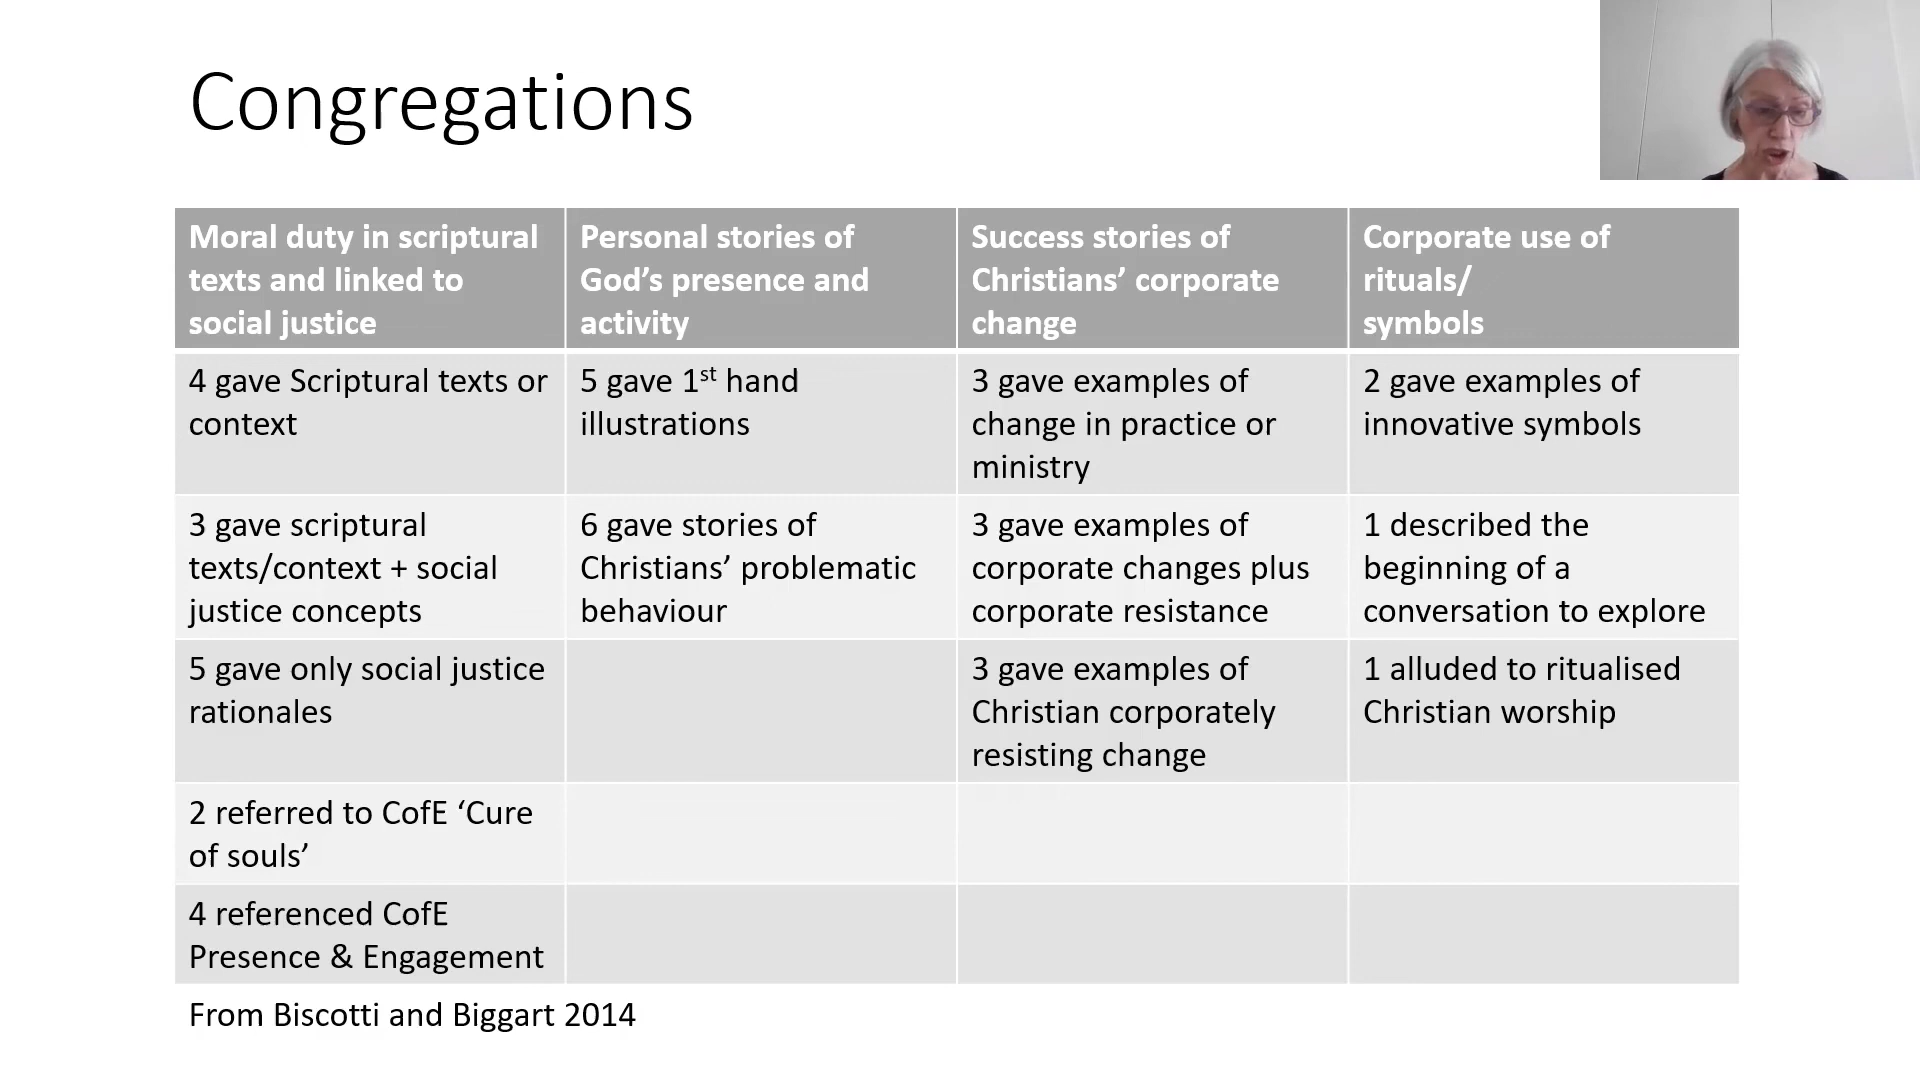 Congregations
Moral duty in scriptural
texts and linked to
social justice
Personal stories of
God’s presence and
activity
Success stories of
Christians’ corporate
change
Corporate use of
rituals/
symbols
4 gave Scriptural texts or
context
5 gave 1st hand
illustrations
3 gave examples of
change in practice or
ministry
2 gave examples of
innovative symbols
3 gave scriptural
texts/context + social
justice concepts
6 gave stories of
Christians’ problematic
behaviour
3 gave examples of
corporate changes plus
corporate resistance
1 described the
beginning of a
conversation to explore
5 gave only social justice
rationales
3 gave examples of
Christian corporately
resisting change
1 alluded to ritualised
Christian worship
2 referred to CofE ‘Cure
of souls’
4 referenced CofE
Presence & Engagement
From Biscotti and Biggart 2014